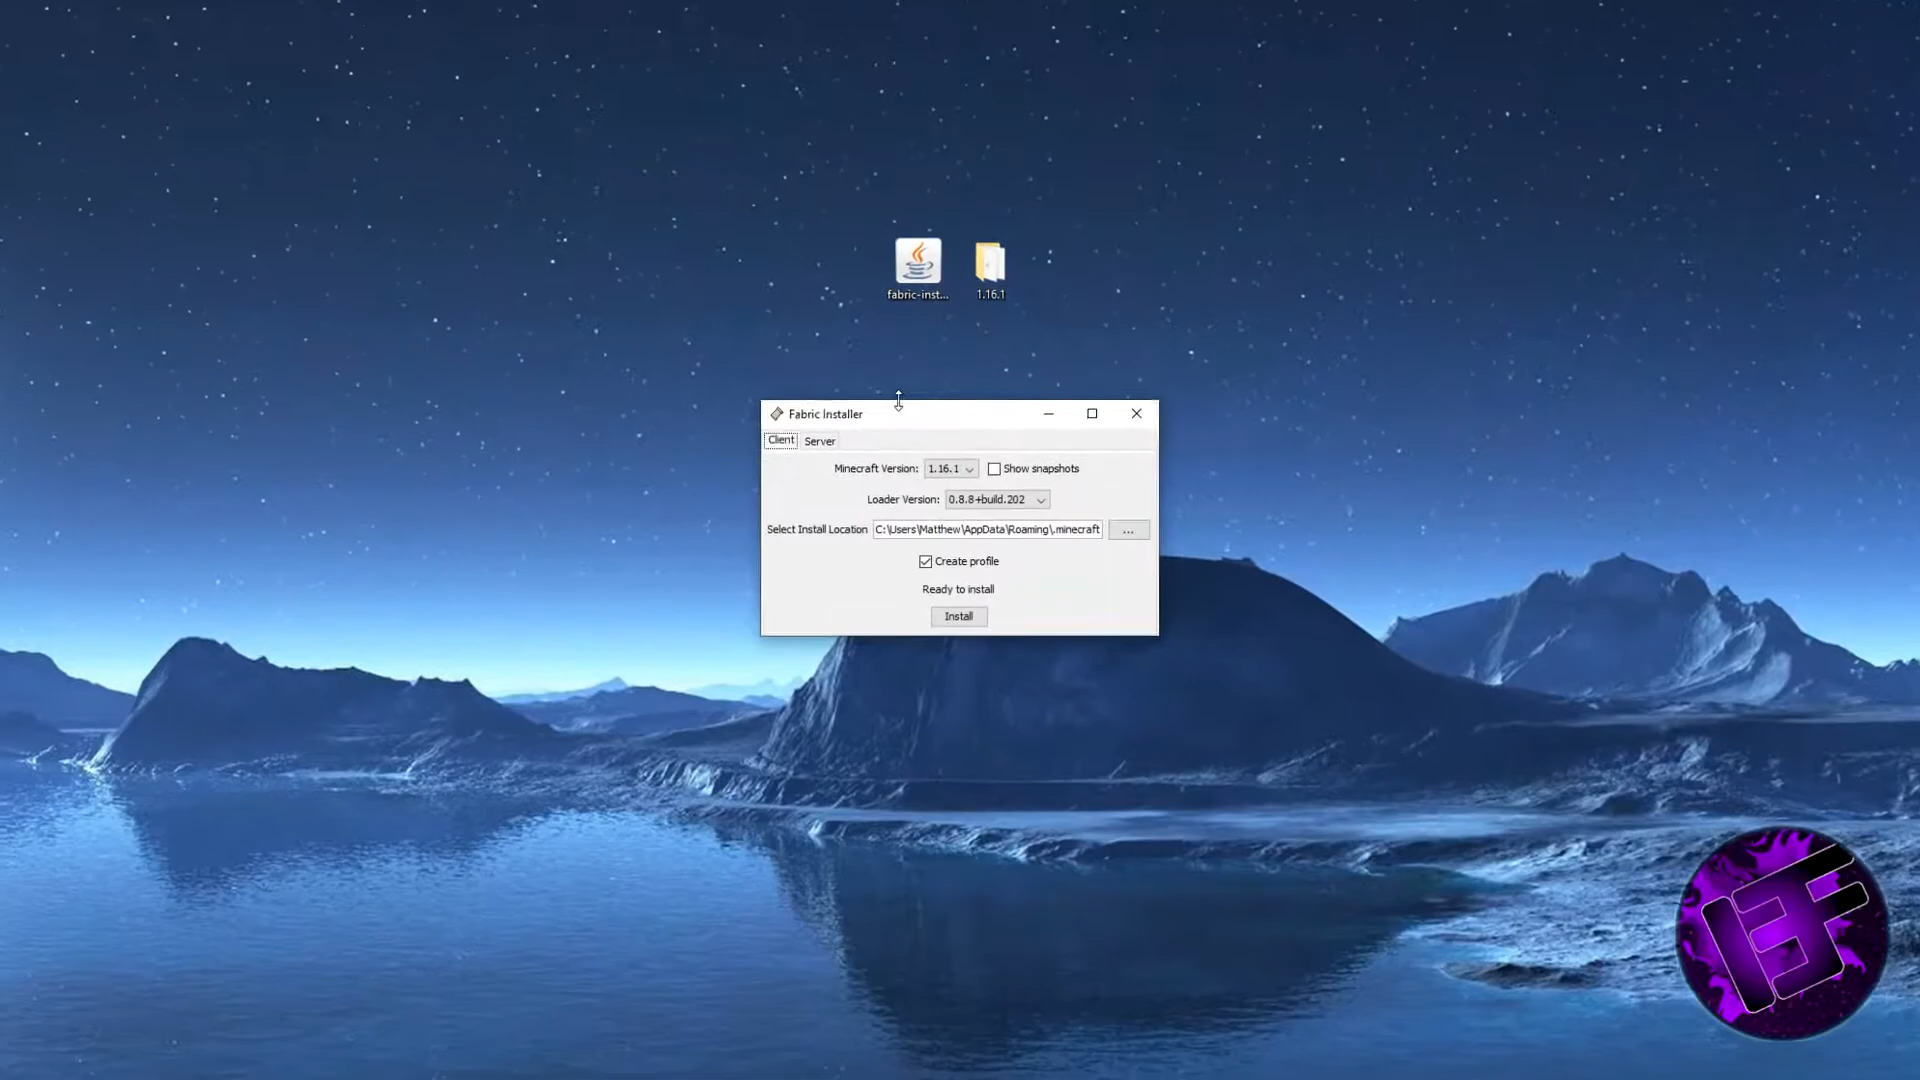 fabric-inst...
1.16.1
Fabric Installer
Client
Server
Minecraft Version: 1.16.1
Show snapshots
Loader Version: 0.8.8+build.202
Select Install Location C:\Users\Matthew\AppData\Roaming\.minecraft ...
Create profile
Ready to install
Install